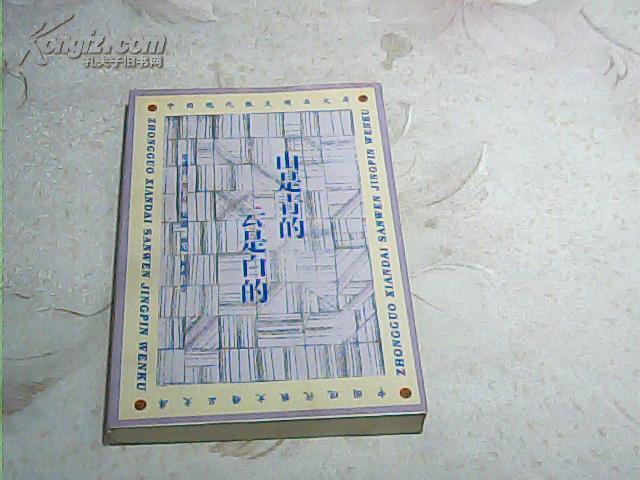 Kongfz.com
孔夫子旧书网
中国现代散文精品文库
ZHONGGUO XIANDAI SANWEN JINGPIN WENKU
山是青的
云是白的
ZHONGGUO XIANDAI SANWEN JINGPIN WENKU
中国现代散文精品文库